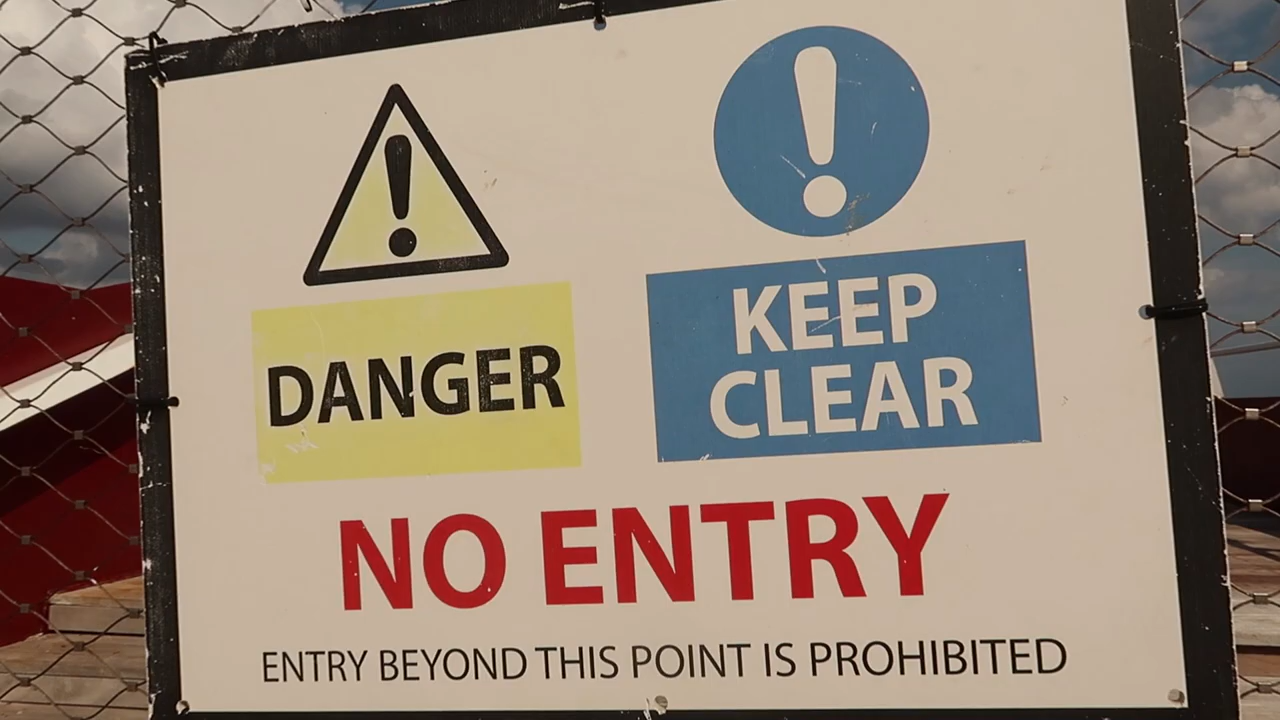 DANGER
KEEP
CLEAR
NO ENTRY
ENTRY BEYOND THIS POINT IS PROHIBITED